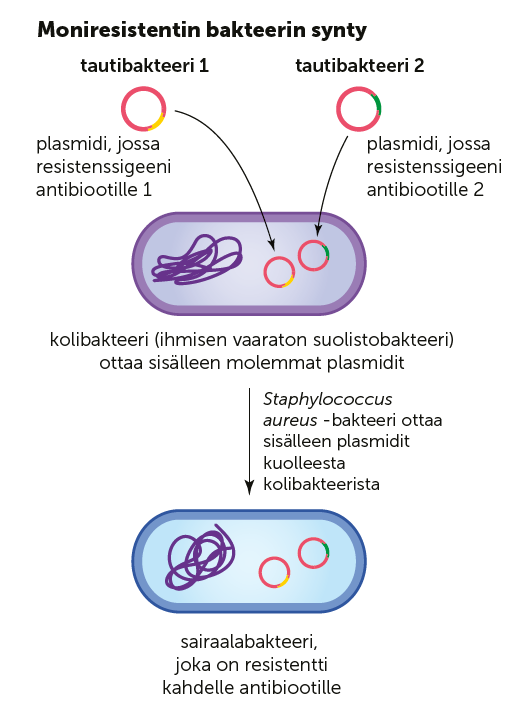 Moniresistentin bakteerin synty
tautibakteeri 1
tautibakteeri 2
plasmidi, jossa
resistenssigeeni
antibiootille 1
plasmidi, jossa
resistenssigeeni
antibiootille 2
kolibakteeri (ihmisen vaaraton suolistobakteeri)
ottaa sisälleen molemmat plasmidit
Staphylococcus
aureus -bakteeri ottaa
sisälleen plasmidit
kuolleesta
kolibakteerista
sairaalabakteeri,
joka on resistentti
kahdelle antibiootille